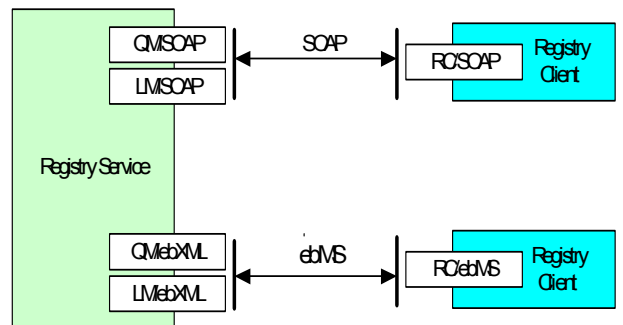 QM/SOAP
SOAP
RC/SOAP
Registry
Client
LM/SOAP
Registry Service
QM/ebXML
ebMS
RC/ebMS
Registry
Client
LM/ebXML